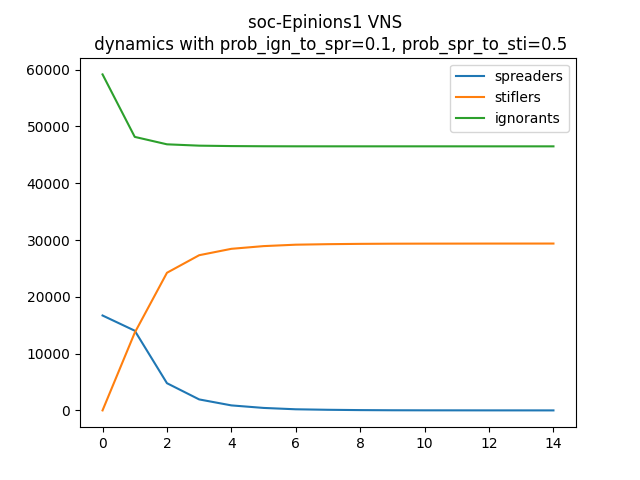 soc-Epinions1 VNS
dynamics with prob_ign_to_spr=0.1, prob_spr_to_sti=0.5
60000
50000
40000
30000
20000
10000
0
spreaders
stiflers
ignorants
0 2 4 6 8 10 12 14